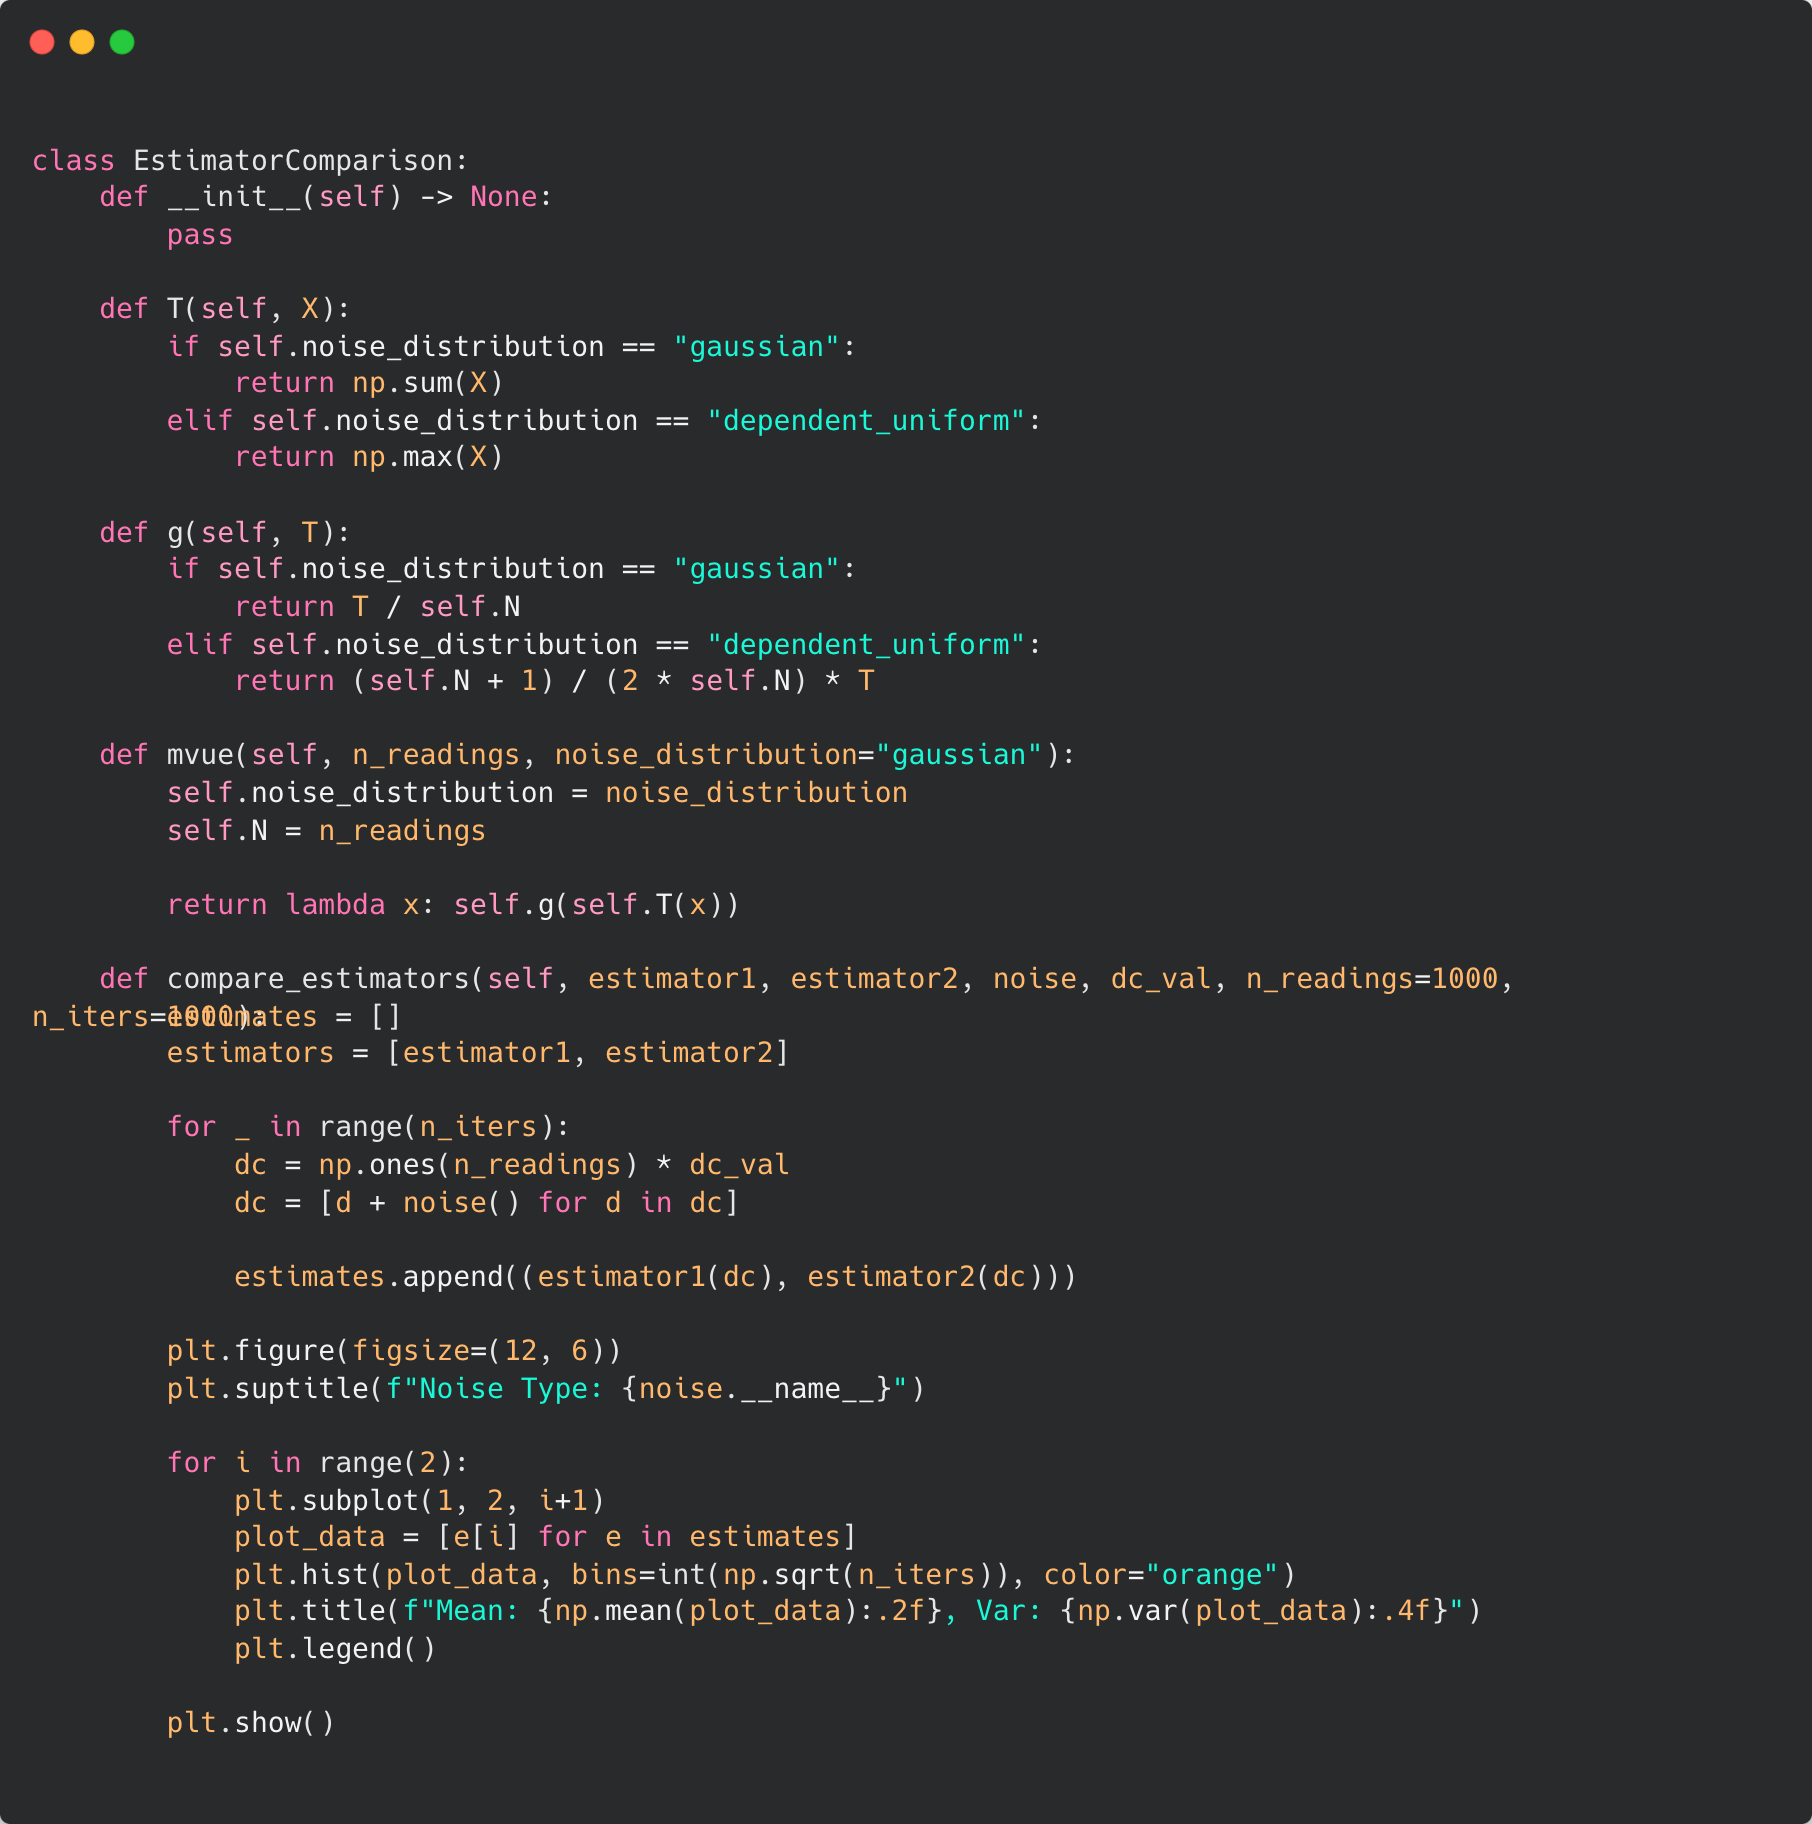 class EstimatorComparison:
    def __init__(self) -> None:
        pass

    def T(self, X):
        if self.noise_distribution == "gaussian":
            return np.sum(X)
        elif self.noise_distribution == "dependent_uniform":
            return np.max(X)

    def g(self, T):
        if self.noise_distribution == "gaussian":
            return T / self.N
        elif self.noise_distribution == "dependent_uniform":
            return (self.N + 1) / (2 * self.N) * T

    def mvue(self, n_readings, noise_distribution="gaussian"):
        self.noise_distribution = noise_distribution
        self.N = n_readings

        return lambda x: self.g(self.T(x))

    def compare_estimators(self, estimator1, estimator2, noise, dc_val, n_readings=1000,
n_iters=1000):
        estimates = []
        estimators = [estimator1, estimator2]

        for _ in range(n_iters):
            dc = np.ones(n_readings) * dc_val
            dc = [d + noise() for d in dc]

            estimates.append((estimator1(dc), estimator2(dc)))

        plt.figure(figsize=(12, 6))
        plt.suptitle(f"Noise Type: {noise.__name__}")

        for i in range(2):
            plt.subplot(1, 2, i+1)
            plot_data = [e[i] for e in estimates]
            plt.hist(plot_data, bins=int(np.sqrt(n_iters)), color="orange")
            plt.title(f"Mean: {np.mean(plot_data):.2f}, Var: {np.var(plot_data):.4f}")
            plt.legend()

        plt.show()